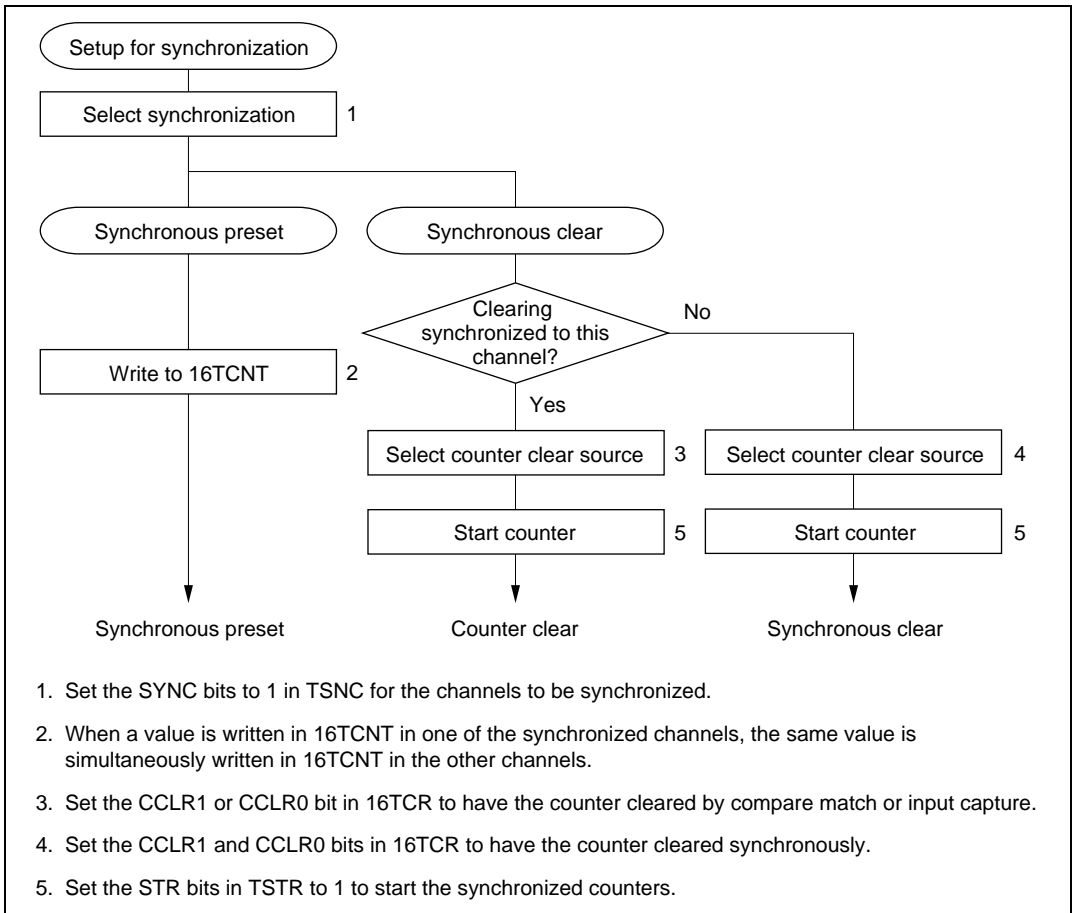 Setup for synchronization
Select synchronization 1
Synchronous preset Synchronous clear
Clearing
synchronized to this
channel?
No
Write to 16TCNT 2
Yes
Select counter clear source 3 Select counter clear source 4
Start counter 5 Start counter 5
Synchronous preset Counter clear Synchronous clear
1. Set the SYNC bits to 1 in TSNC for the channels to be synchronized.
2. When a value is written in 16TCNT in one of the synchronized channels, the same value is
simultaneously written in 16TCNT in the other channels.
3. Set the CCLR1 or CCLR0 bit in 16TCR to have the counter cleared by compare match or input capture.
4. Set the CCLR1 and CCLR0 bits in 16TCR to have the counter cleared synchronously.
5. Set the STR bits in TSTR to 1 to start the synchronized counters.